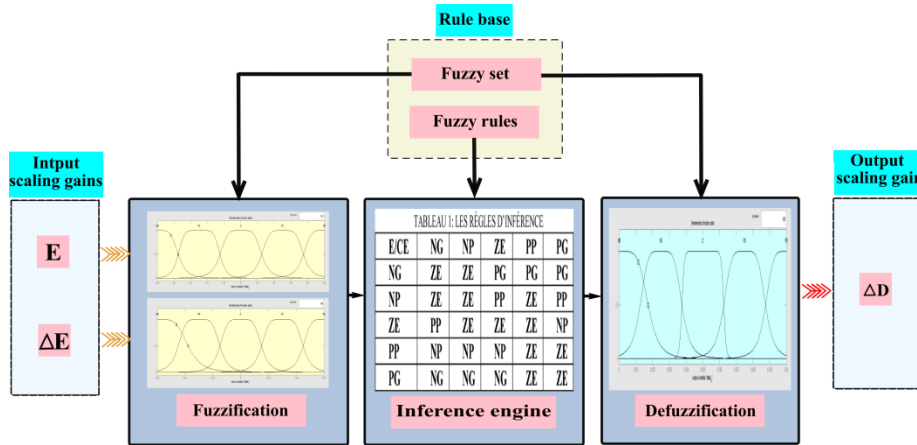 Rule base
Fuzzy set
Fuzzy rules
Intput
scaling gains
E
△E
Fuzzification
TABLEAU 1: LES RÈGLES D'INFÉRENCE
E/CE NG NP ZE PP PG
NG ZE ZE PG PG PG
NP ZE ZE PP ZE PP
ZE PP ZE ZE ZE NP
PP NP NP NP ZE ZE
PG NG NG NG ZE ZE
Inference engine
Defuzzification
Output
scaling gain
△D